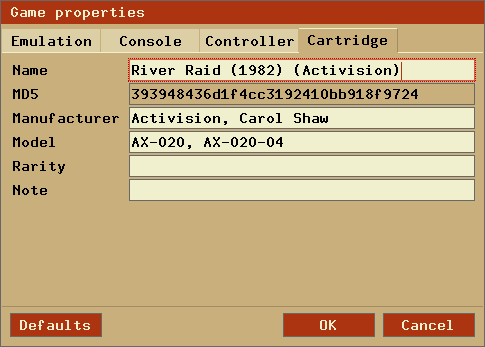 Game properties
Emulation Console Controller Cartridge
Name River Raid (1982) (Activision)
MD5 393948436d1f4cc3192410bb918f9724
Manufacturer Activision, Carol Shaw
Model AX-020, AX-020-04
Rarity
Note
Defaults OK Cancel